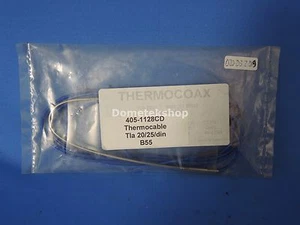 THERMOCOAX
Dometekshop
405-1128CD
Thermocable
Tla 20/25/din
B55